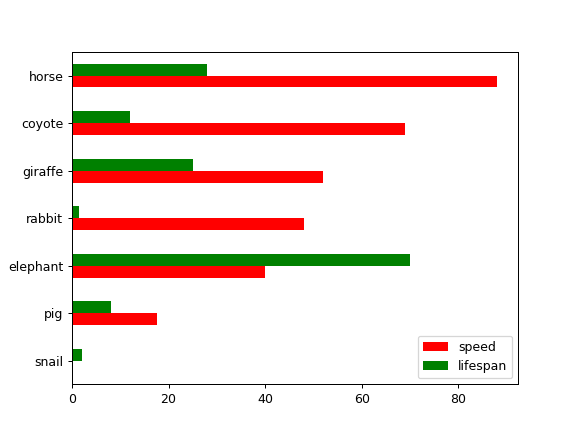 horse
coyote
giraffe
rabbit
elephant
pig
snail
speed
lifespan
0 20 40 60 80